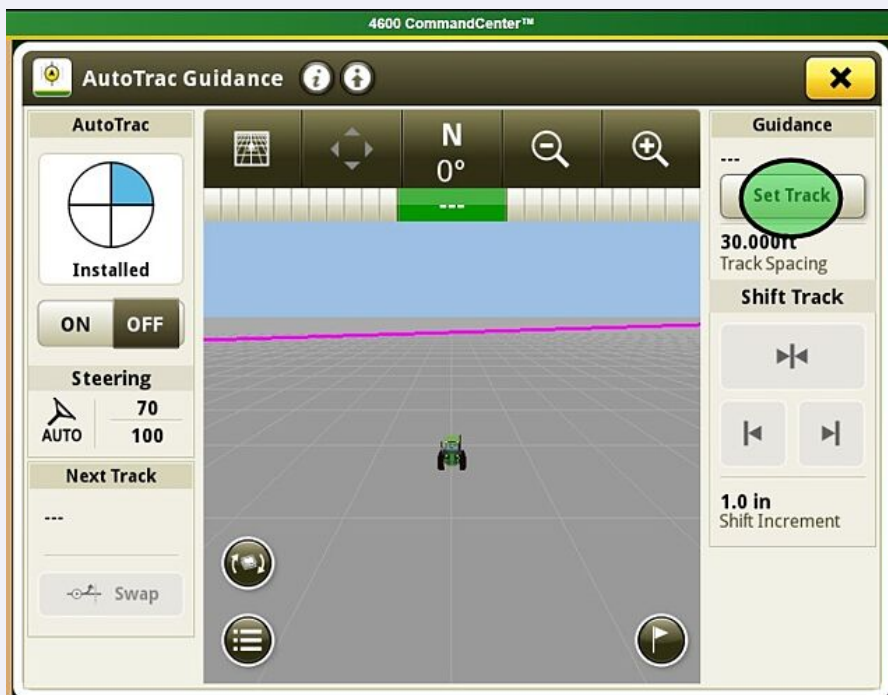 4600 CommandCenter™
AutoTrac Guidance
AutoTrac
Installed
ON OFF
Steering
AUTO
70
100
Next Track
---
Swap
N
0°
---
Guidance
---
Set Track
30.000ft
Track Spacing
Shift Track
1.0 in
Shift Increment